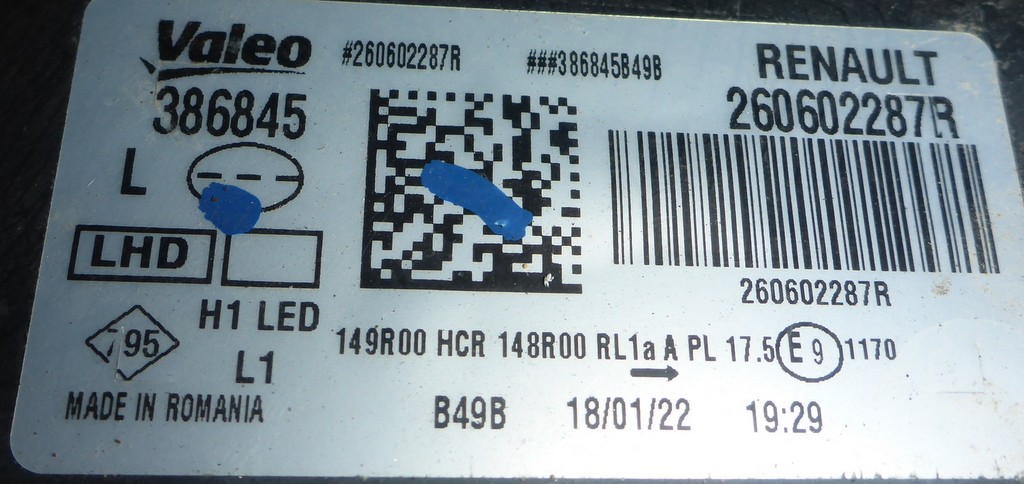 Valeo
#260602287R
###386845B49B
RENAULT
386845
260602287R
L
LHD
260602287R
H1 LED
95
149R00 HCR 148R00 RL1a A PL 17.5 E9 1170
L1
MADE IN ROMANIA
B49B 18/01/22 19:29